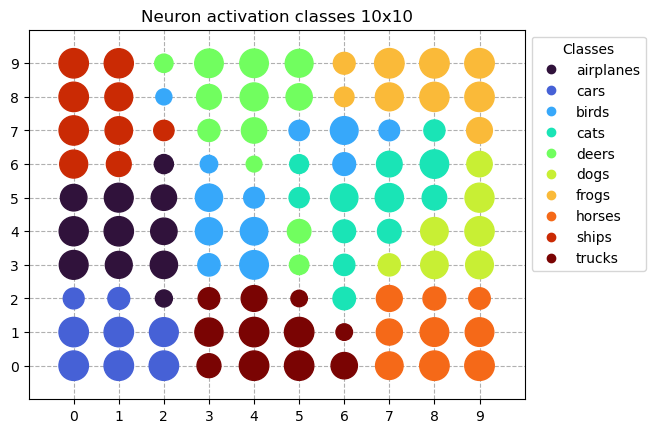 Neuron activation classes 10x10
9
8
7
6
5
4
3
2
1
0
0 1 2 3 4 5 6 7 8 9
Classes
airplanes
cars
birds
cats
deers
dogs
frogs
horses
ships
trucks